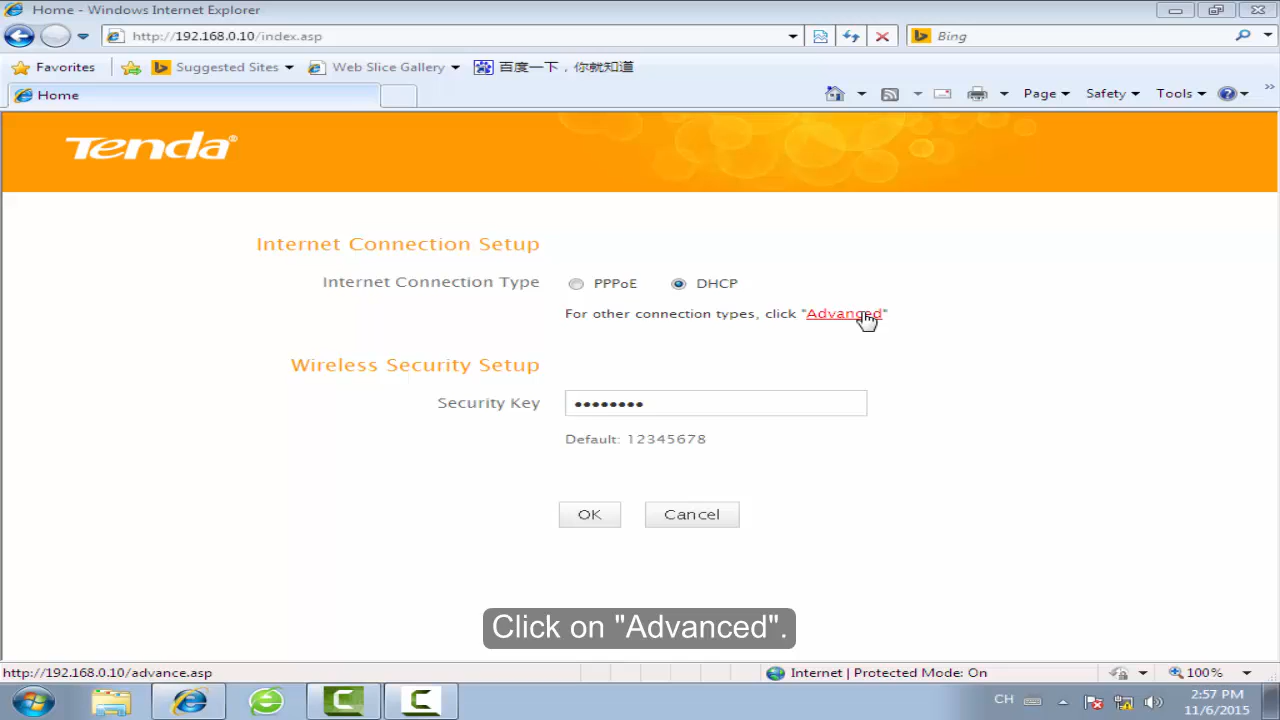 Home - Windows Internet Explorer
http://192.168.0.10/index.asp
Bing
Favorites
Suggested Sites
Web Slice Gallery
百度一下，你就知道
Home
Page
Safety
Tools
»
Tenda®
Internet Connection Setup
Internet Connection Type
PPPoE
DHCP
For other connection types, click "Advanced"
Wireless Security Setup
Security Key
••••••••
Default: 12345678
OK
Cancel
Click on "Advanced".
http://192.168.0.10/advance.asp
Internet | Protected Mode: On
100%
CH
2:57 PM
11/6/2015